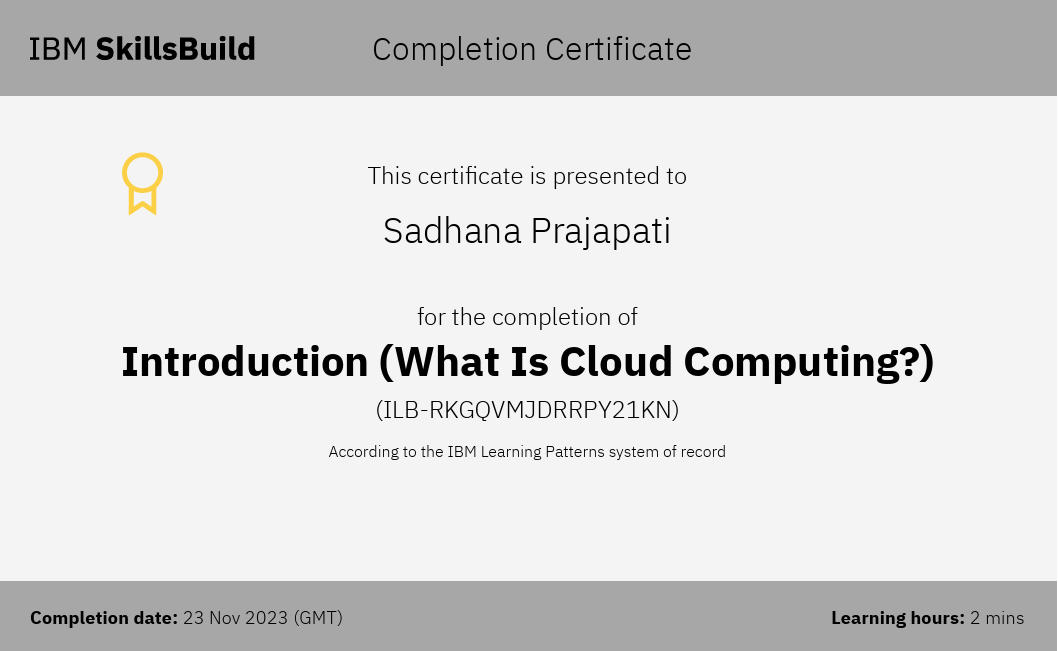 IBM SkillsBuild
Completion Certificate
This certificate is presented to
Sadhana Prajapati
for the completion of
Introduction (What Is Cloud Computing?)
(ILB-RKGQVMJDRRPY21KN)
According to the IBM Learning Patterns system of record
Completion date: 23 Nov 2023 (GMT)
Learning hours: 2 mins